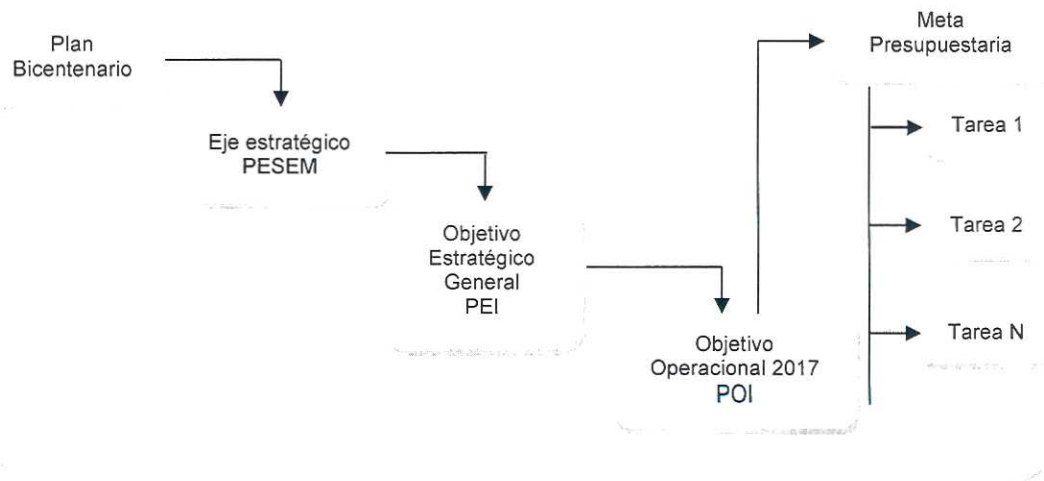 Plan
Bicentenario
Eje estratégico
PESEM
Objetivo
Estratégico
General
PEI
Objetivo
Operacional 2017
POI
Meta
Presupuestaria
Tarea 1
Tarea 2
Tarea N